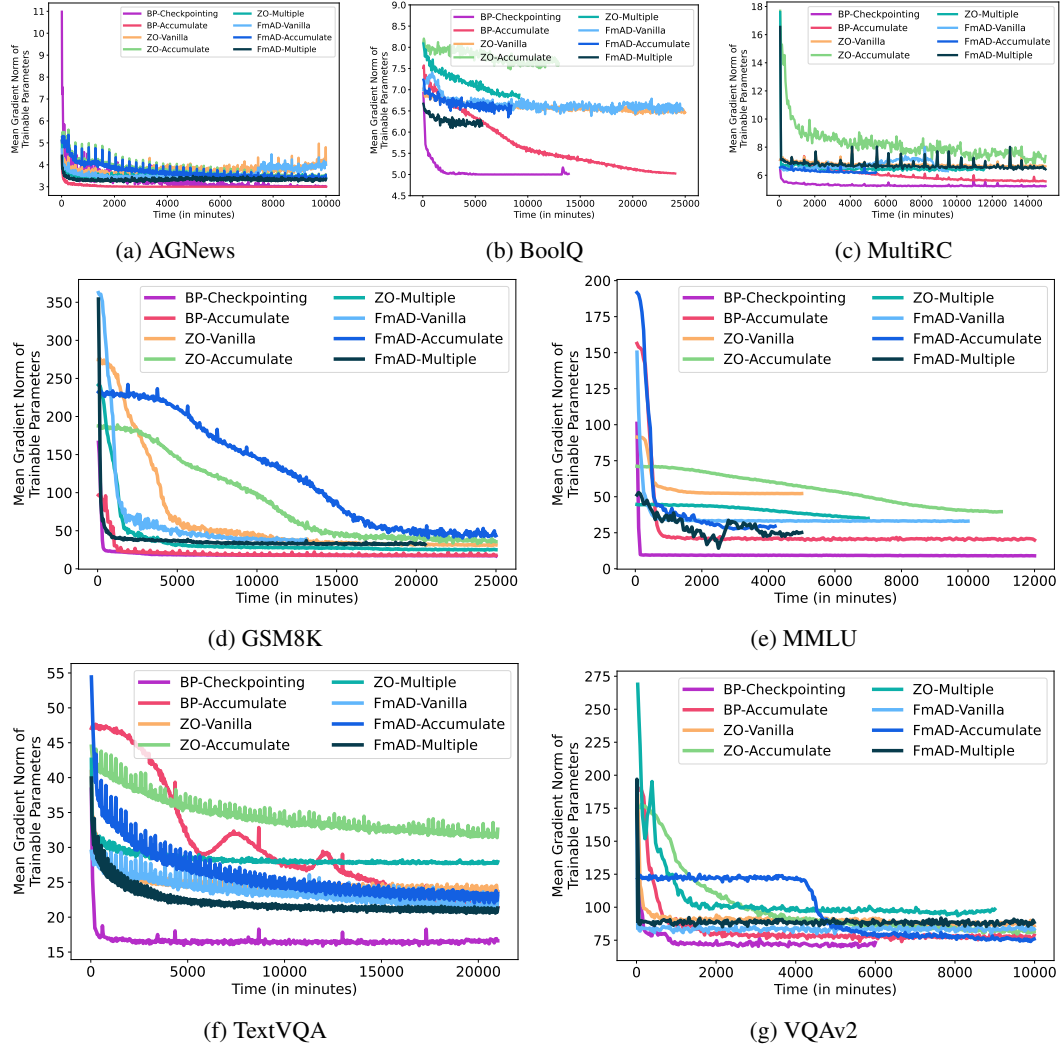 BP-Checkpointing ZO-Multiple
BP-Accumulate FmAD-Vanilla
ZO-Vanilla FmAD-Accumulate
ZO-Accumulate FmAD-Multiple
Mean Gradient Norm of
Trainable Parameters
11
10
9
8
7
6
5
4
3
0 2000 4000 6000 8000 10000
Time (in minutes)
(a) AGNews
BP-Checkpointing ZO-Multiple
BP-Accumulate FmAD-Vanilla
ZO-Vanilla FmAD-Accumulate
ZO-Accumulate FmAD-Multiple
Mean Gradient Norm of
Trainable Parameters
9.0
8.5
8.0
7.5
7.0
6.5
6.0
5.5
5.0
4.5
0 5000 10000 15000 20000 25000
Time (in minutes)
(b) BoolQ
BP-Checkpointing ZO-Multiple
BP-Accumulate FmAD-Vanilla
ZO-Vanilla FmAD-Accumulate
ZO-Accumulate FmAD-Multiple
Mean Gradient Norm of
Trainable Parameters
18
16
14
12
10
8
6
0 2000 4000 6000 8000 10000 12000 14000
Time (in minutes)
(c) MultiRC
BP-Checkpointing ZO-Multiple
BP-Accumulate FmAD-Vanilla
ZO-Vanilla FmAD-Accumulate
ZO-Accumulate FmAD-Multiple
Mean Gradient Norm of
Trainable Parameters
350
300
250
200
150
100
50
0
0 5000 10000 15000 20000 25000
Time (in minutes)
(d) GSM8K
BP-Checkpointing ZO-Multiple
BP-Accumulate FmAD-Vanilla
ZO-Vanilla FmAD-Accumulate
ZO-Accumulate FmAD-Multiple
Mean Gradient Norm of
Trainable Parameters
200
175
150
125
100
75
50
25
0
0 2000 4000 6000 8000 10000 12000
Time (in minutes)
(e) MMLU
BP-Checkpointing ZO-Multiple
BP-Accumulate FmAD-Vanilla
ZO-Vanilla FmAD-Accumulate
ZO-Accumulate FmAD-Multiple
Mean Gradient Norm of
Trainable Parameters
55
50
45
40
35
30
25
20
15
0 5000 10000 15000 20000
Time (in minutes)
(f) TextVQA
BP-Checkpointing ZO-Multiple
BP-Accumulate FmAD-Vanilla
ZO-Vanilla FmAD-Accumulate
ZO-Accumulate FmAD-Multiple
Mean Gradient Norm of
Trainable Parameters
275
250
225
200
175
150
125
100
75
0 2000 4000 6000 8000 10000
Time (in minutes)
(g) VQAv2